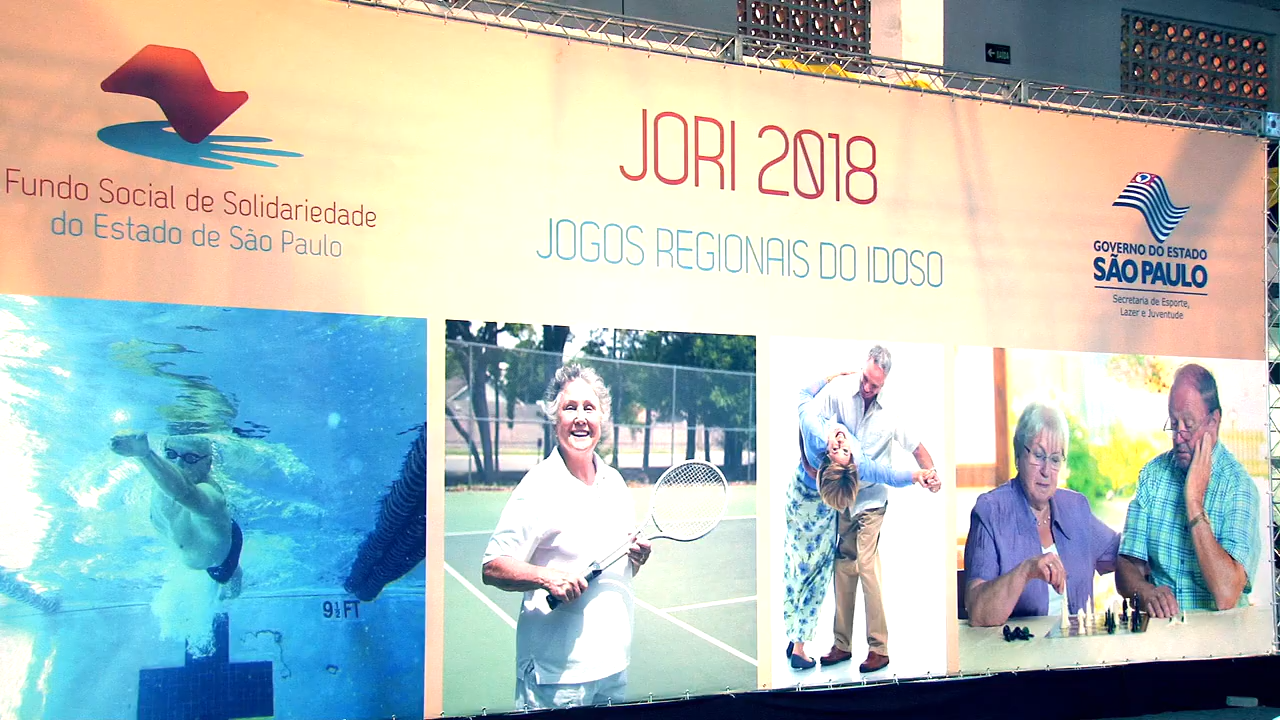 Fundo Social de Solidariedade
do Estado de São Paulo
JORI 2018
JOGOS REGIONAIS DO IDOSO
GOVERNO DO ESTADO
SÃO PAULO
Secretaria de Esporte,
Lazer e Juventude
9½ FT